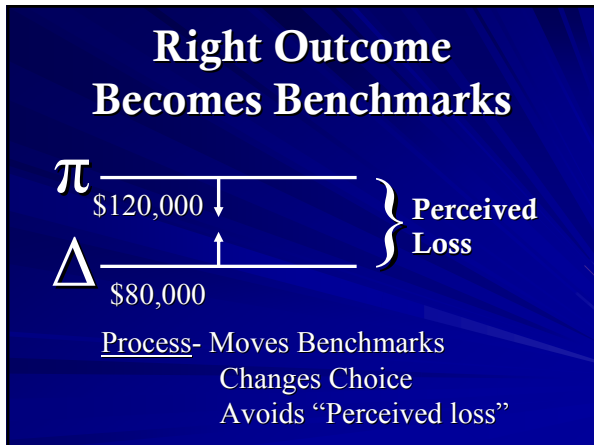 Right Outcome
Becomes Benchmarks
π
$120,000
Perceived
Loss
Δ
$80,000
Process- Moves Benchmarks
Changes Choice
Avoids “Perceived loss”